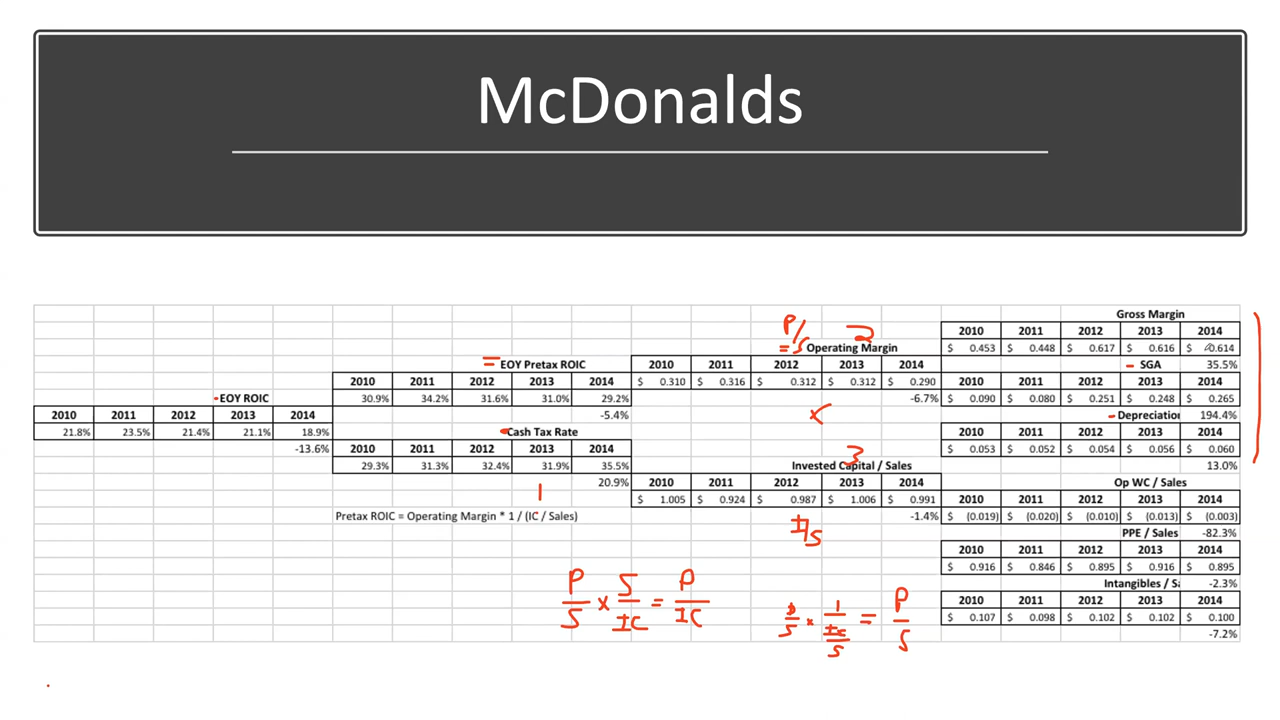 McDonalds
Gross Margin
2010 2011 2012 2013 2014
$ 0.453 $ 0.448 $ 0.617 $ 0.616 $ 0.614
35.5%
P/S
2
= Operating Margin
2010 2011 2012 2013 2014
$ 0.310 $ 0.316 $ 0.312 $ 0.312 $ 0.290
-6.7%
- SGA
2010 2011 2012 2013 2014
$ 0.090 $ 0.080 $ 0.251 $ 0.248 $ 0.265
194.4%
= EOY Pretax ROIC
2010 2011 2012 2013 2014
30.9% 34.2% 31.6% 31.0% 29.2%
-5.4%
- EOY ROIC
2010 2011 2012 2013 2014
21.8% 23.5% 21.4% 21.1% 18.9%
-13.6%
×
- Depreciation
2010 2011 2012 2013 2014
$ 0.053 $ 0.052 $ 0.054 $ 0.056 $ 0.060
13.0%
Cash Tax Rate
2010 2011 2012 2013 2014
29.3% 31.3% 32.4% 31.9% 35.5%
20.9%
1
3
Invested Capital / Sales
2010 2011 2012 2013 2014
$ 1.005 $ 0.924 $ 0.987 $ 1.006 $ 0.991
-1.4%
Op WC / Sales
2010 2011 2012 2013 2014
$ (0.019) $ (0.020) $ (0.010) $ (0.013) $ (0.003)
-82.3%
Pretax ROIC = Operating Margin * 1 / (IC / Sales)
I/S
PPE / Sales
2010 2011 2012 2013 2014
$ 0.916 $ 0.846 $ 0.895 $ 0.916 $ 0.895
-2.3%
Intangibles / Sa
2010 2011 2012 2013 2014
$ 0.107 $ 0.098 $ 0.102 $ 0.102 $ 0.100
-7.2%
P/S × S/IC = P/IC
P/S × 1/(IC/S) = P/S